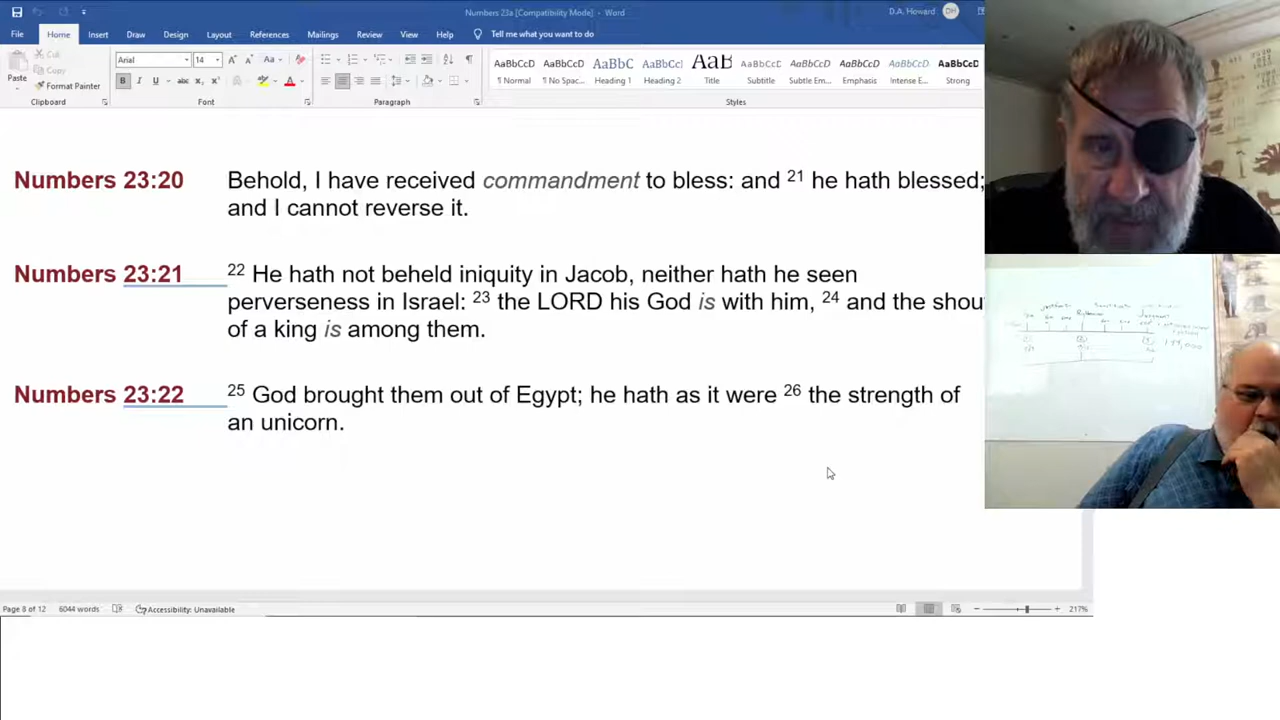 Numbers 23a [Compatibility Mode] - Word
D.A. Howard DH
File Home Insert Draw Design Layout References Mailings Review View Help Tell me what you want to do
Paste
Cut
Copy
Format Painter
Clipboard
Arial 14
Font
Paragraph
AaBbCcD AaBbCcD AaBbC AaBbCcD AaB AaBbCcD AaBbCcD AaBbCcD AaBbCcD AaBbCcD
¶ Normal ¶ No Spac... Heading 1 Heading 2 Title Subtitle Subtle Em... Emphasis Intense E... Strong
Styles
Numbers 23:20 Behold, I have received commandment to bless: and 21 he hath blessed;
and I cannot reverse it.
Numbers 23:21 22 He hath not beheld iniquity in Jacob, neither hath he seen
perverseness in Israel: 23 the LORD his God is with him, 24 and the shou
of a king is among them.
Numbers 23:22 25 God brought them out of Egypt; he hath as it were 26 the strength of
an unicorn.
Page 8 of 12 6044 words Accessibility: Unavailable 217%